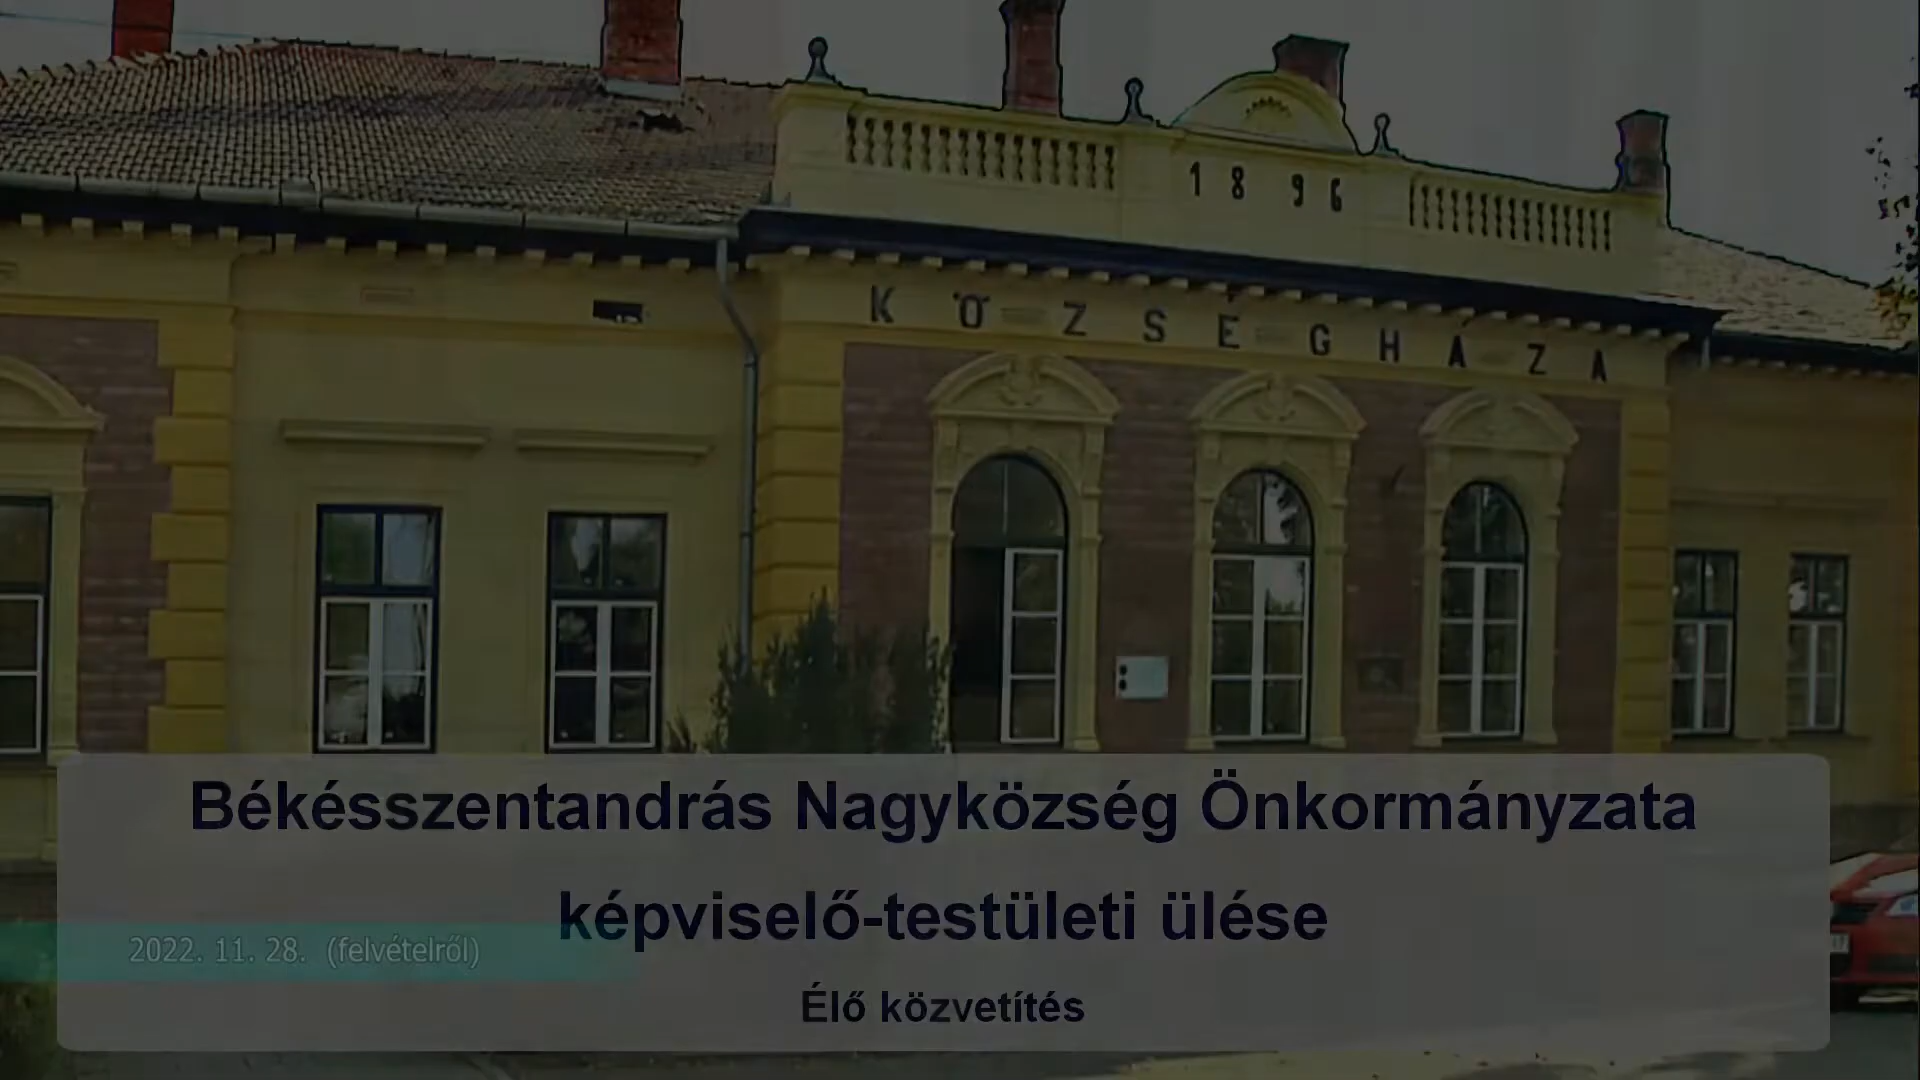 1896
KÖZSÉGHÁZA
Békésszentandrás Nagyközség Önkormányzata
képviselő-testületi ülése
2022. 11. 28. (felvételről)
Élő közvetítés